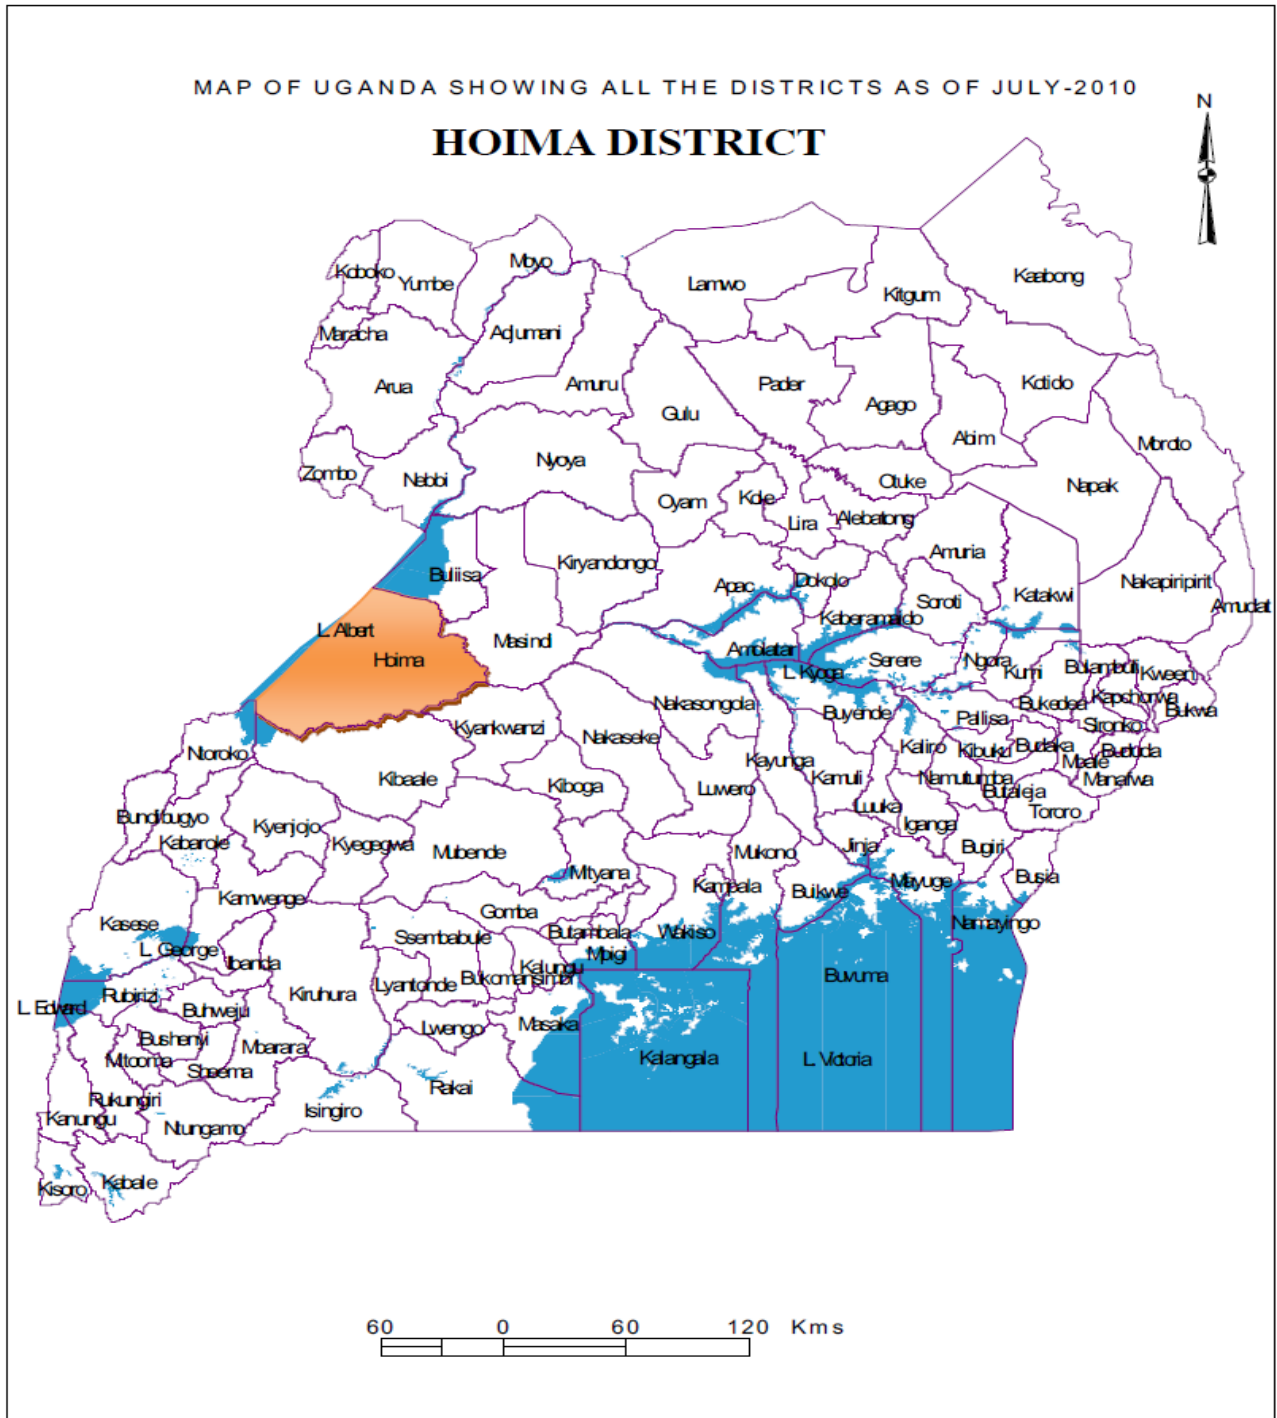 MAP OF UGANDA SHOWING ALL THE DISTRICTS AS OF JULY-2010
N
HOIMA DISTRICT
Koboko
Yumbe
Moyo
Lamwo
Kitgum
Kaabong
Maracha
Adjumani
Arua
Amuru
Gulu
Pader
Agago
Kotido
Abim
Moroto
Zombo
Nebbi
Nyoya
Oyam
Kole
Lira
Otuke
Alebatong
Napak
Buliisa
Kiryandongo
Apac
Dokolo
Amuria
Soroti
Katakwi
Nakapiripirit
Amudat
L. Albert
Hoima
Masindi
Kaberamaido
Amolatar
L. Kyoga
Serere
Ngora
Kumi
Bulambuli
Kween
Kapchorwa
Bukwa
Nakasongola
Buyende
Pallisa
Bukedea
Sironko
Kyankwanzi
Nakaseke
Kayunga
Kamuli
Kaliro
Kibuku
Budaka
Mbale
Bududa
Manafwa
Ntoroko
Kibaale
Kiboga
Luwero
Namutumba
Butaleja
Tororo
Bundibugyo
Kabarole
Kyenjojo
Kyegegwa
Mubende
Mityana
Mukono
Luuka
Iganga
Jinja
Bugiri
Busia
Kamwenge
Kampala
Buikwe
Mayuge
Namayingo
Kasese
L. George
Ibanda
Gomba
Ssembabule
Butambala
Mpigi
Wakiso
Kalungu
Bukomansimbi
Lyantonde
Kiruhura
Buvuma
L. Edward
Rubirizi
Buhweju
Bushenyi
Mitooma
Sheema
Mbarara
Lwengo
Masaka
Kalangala
L. Victoria
Rukungiri
Kanungu
Ntungamo
Isingiro
Rakai
Kisoro
Kabale
60 0 60 120 Kms